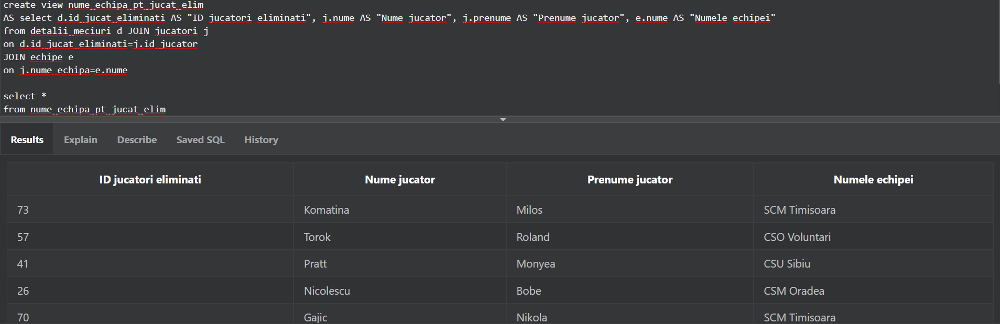 create view nume_echipa_pt_jucat_elim
AS select d.id_jucat_eliminati AS "ID jucatori eliminati", j.nume AS "Nume jucator", j.prenume AS "Prenume jucator", e.nume AS "Numele echipei"
from detalii_meciuri d JOIN jucatori j
on d.id_jucat_eliminati=j.id_jucator
JOIN echipe e
on j.nume_echipa=e.nume
select *
from nume_echipa_pt_jucat_elim
Results Explain Describe Saved SQL History
ID jucatori eliminati Nume jucator Prenume jucator Numele echipei
73 Komatina Milos SCM Timisoara
57 Torok Roland CSO Voluntari
41 Pratt Monyea CSU Sibiu
26 Nicolescu Bobe CSM Oradea
70 Gajic Nikola SCM Timisoara